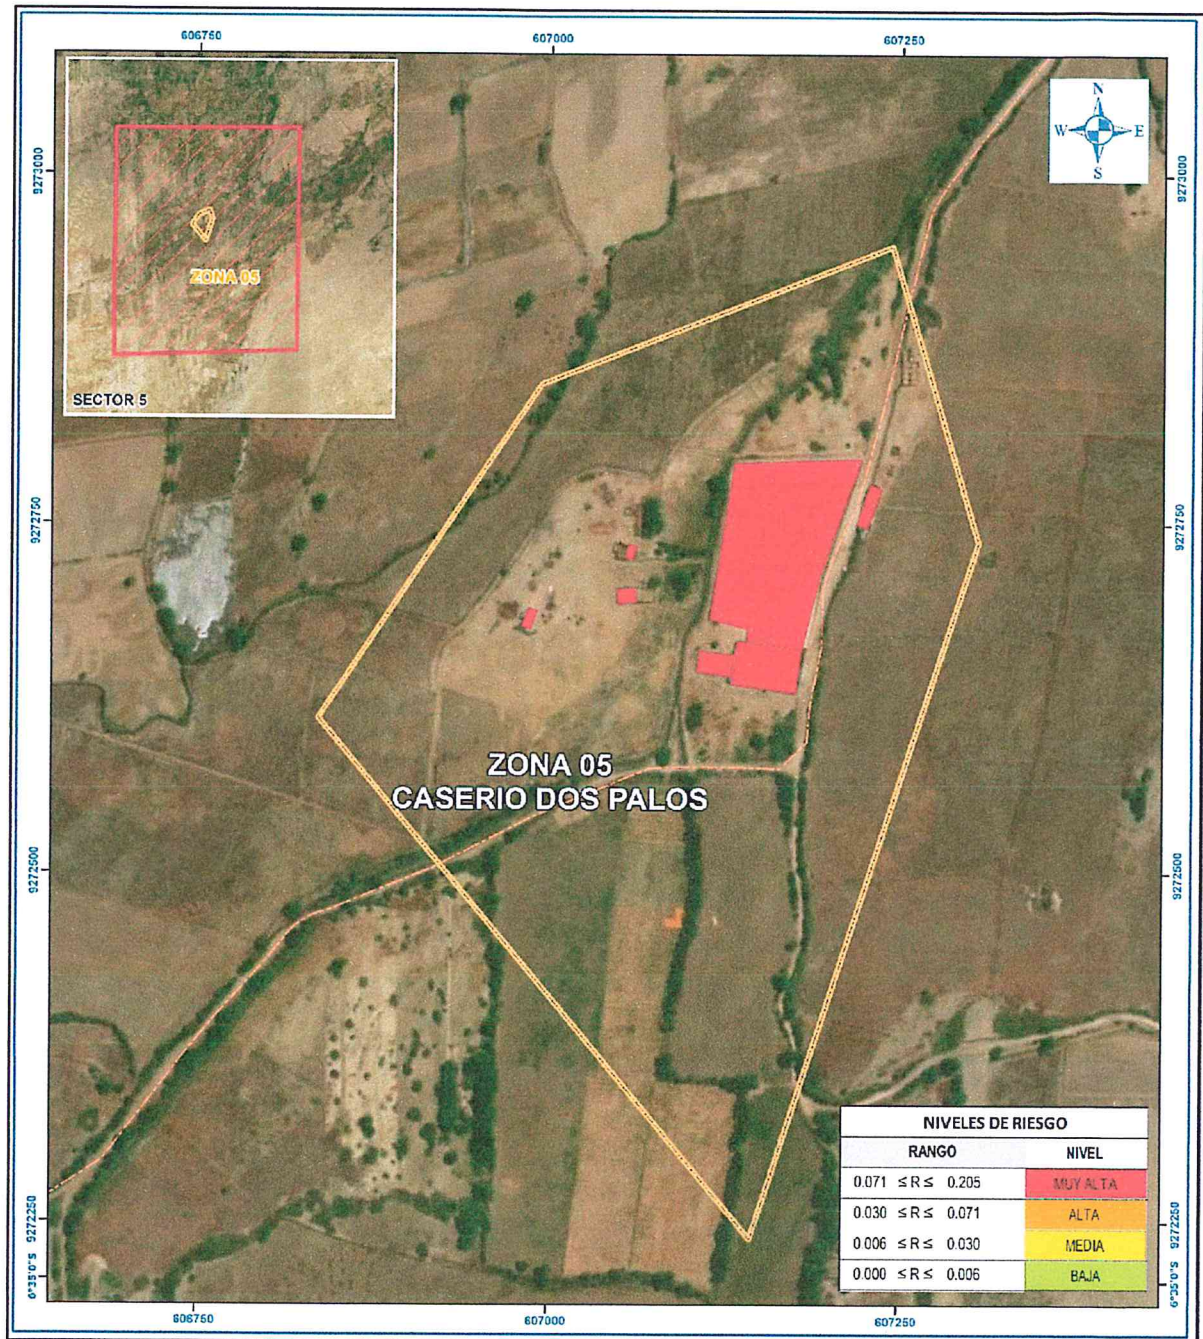 606750 607000 607250
N
W E
S
9273000 9273000
ZONA 05
SECTOR 5
9272750 9272750
ZONA 05
CASERIO DOS PALOS
9272500 9272500
NIVELES DE RIESGO
RANGO NIVEL
0.071 ≤ R ≤ 0.205 MUY ALTA
0.030 ≤ R ≤ 0.071 ALTA
0.006 ≤ R ≤ 0.030 MEDIA
0.000 ≤ R ≤ 0.006 BAJA
9272250 9272250
6°35'0"S 6°35'0"S
606750 607000 607250